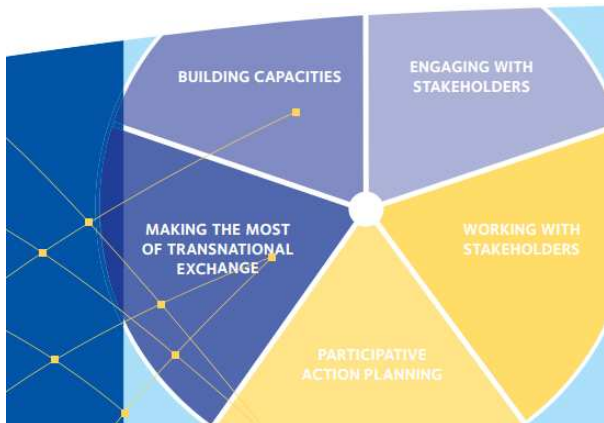 BUILDING CAPACITIES
ENGAGING WITH
STAKEHOLDERS
MAKING THE MOST
OF TRANSNATIONAL
EXCHANGE
WORKING WITH
STAKEHOLDERS
PARTICIPATIVE
ACTION PLANNING